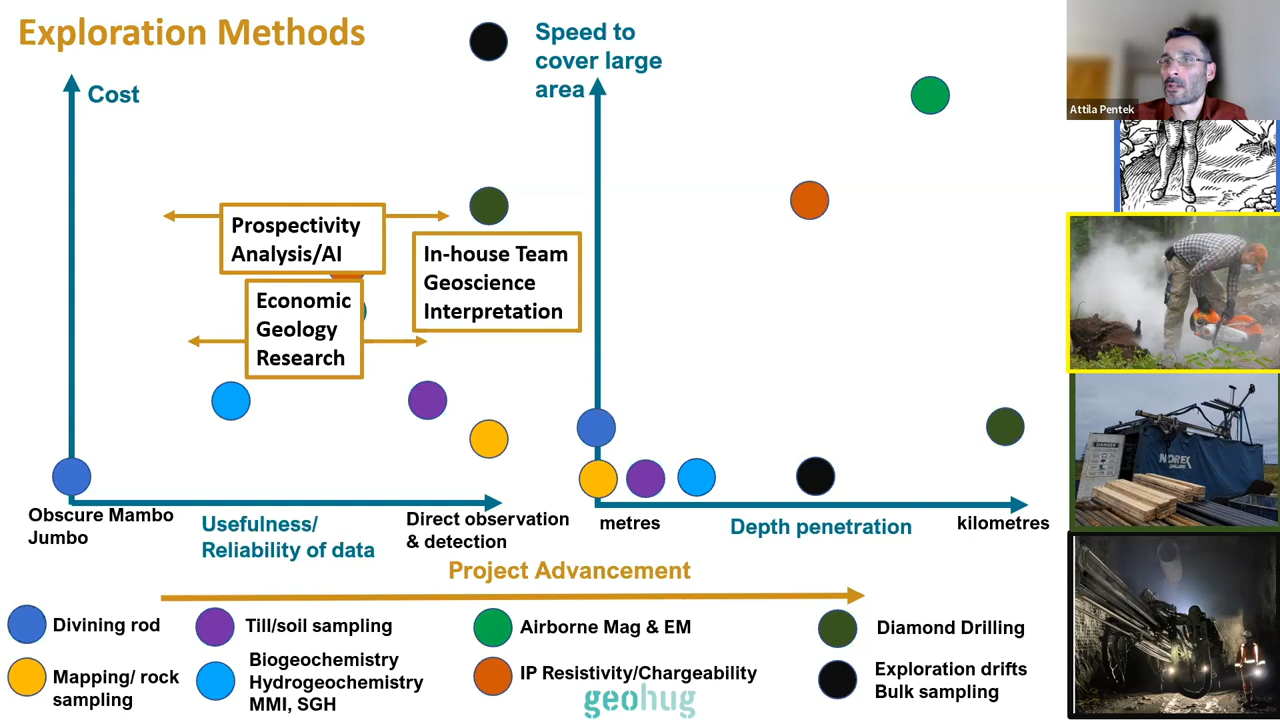 Exploration Methods
Cost
Speed to
cover large
area
Attila Pentek
Prospectivity
Analysis/AI
In-house Team
Geoscience
Interpretation
Economic
Geology
Research
Obscure Mambo
Jumbo
Usefulness/
Reliability of data
Direct observation
& detection
metres
Depth penetration
kilometres
Project Advancement
Divining rod
Till/soil sampling
Airborne Mag & EM
Diamond Drilling
Mapping/ rock
sampling
Biogeochemistry
Hydrogeochemistry
MMI, SGH
IP Resistivity/Chargeability
Exploration drifts
Bulk sampling
geohug
DANGER
NOREX
DRILLING